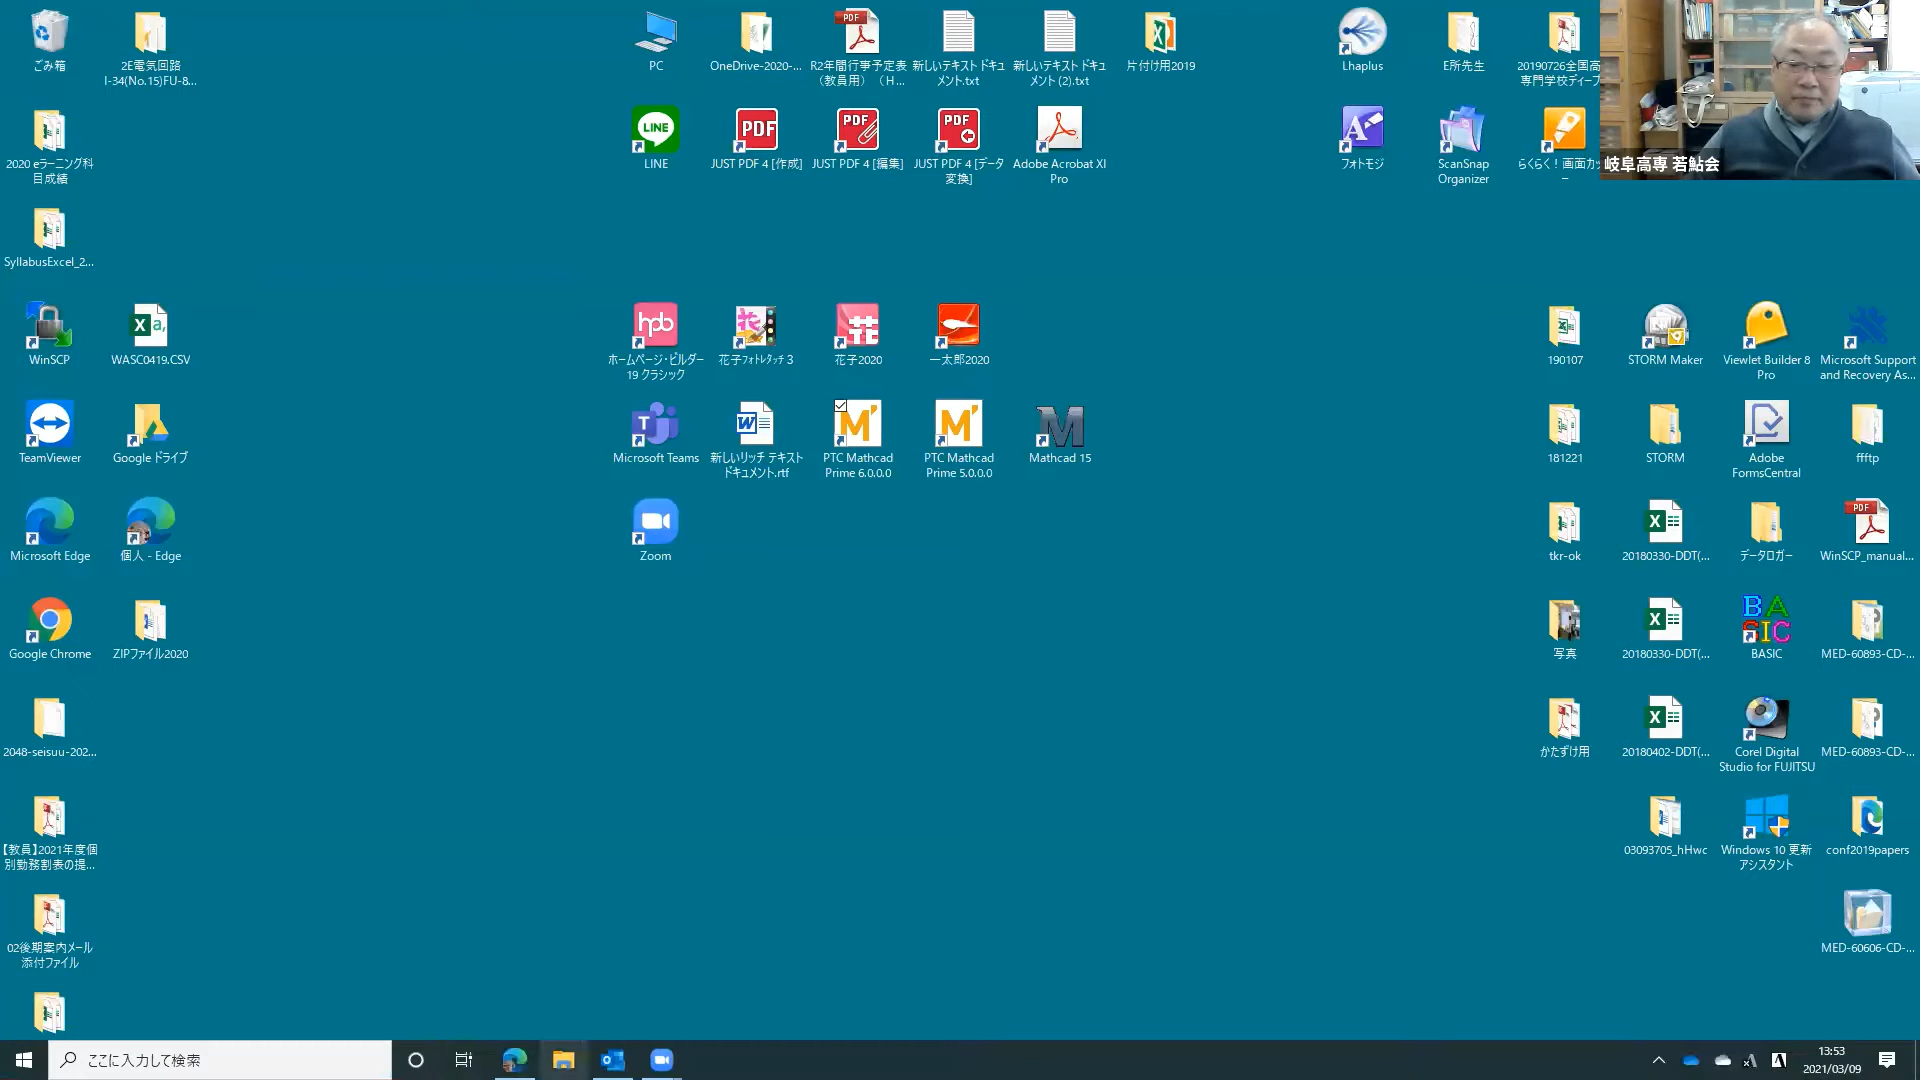 ごみ箱
2E電気回路
I-34(No.15)FU-8...
PC
OneDrive-2020-...
R2年間行事予定表
（教員用）（H...
新しいテキスト ドキュ
メント.txt
新しいテキスト ドキュ
メント (2).txt
片付け用2019
Lhaplus
E所先生
20190726全国高
専門学校ディープ
岐阜高専 若鮎会
2020 eラーニング科
目成績
LINE
LINE
PDF
JUST PDF 4 [作成]
PDF
JUST PDF 4 [編集]
PDF
JUST PDF 4 [データ
変換]
Adobe Acrobat XI
Pro
フォトモジ
ScanSnap
Organizer
らくらく！画面カッ
ー
SyllabusExcel_2...
WinSCP
WASC0419.CSV
hpb
ホームページ・ビルダー
19 クラシック
花
花子フォトレタッチ 3
花
花子2020
一太郎2020
190107
STORM Maker
Viewlet Builder 8
Pro
Microsoft Support
and Recovery As...
TeamViewer
Google ドライブ
Microsoft Teams
新しいリッチ テキスト
ドキュメント.rtf
PTC Mathcad
Prime 6.0.0.0
PTC Mathcad
Prime 5.0.0.0
Mathcad 15
181221
STORM
Adobe
FormsCentral
ffftp
Microsoft Edge
個人 - Edge
Zoom
tkr-ok
20180330-DDT(...
データロガー
PDF
WinSCP_manual...
Google Chrome
ZIPファイル2020
写真
20180330-DDT(...
BASIC
BASIC
MED-60893-CD-...
2048-seisuu-202...
かたずけ用
20180402-DDT(...
Corel Digital
Studio for FUJITSU
MED-60893-CD-...
【教員】2021年度個
別勤務割表の提...
03093705_hHwc
Windows 10 更新
アシスタント
conf2019papers
02後期案内メール
添付ファイル
MED-60606-CD-...
ここに入力して検索
A
13:53
2021/03/09